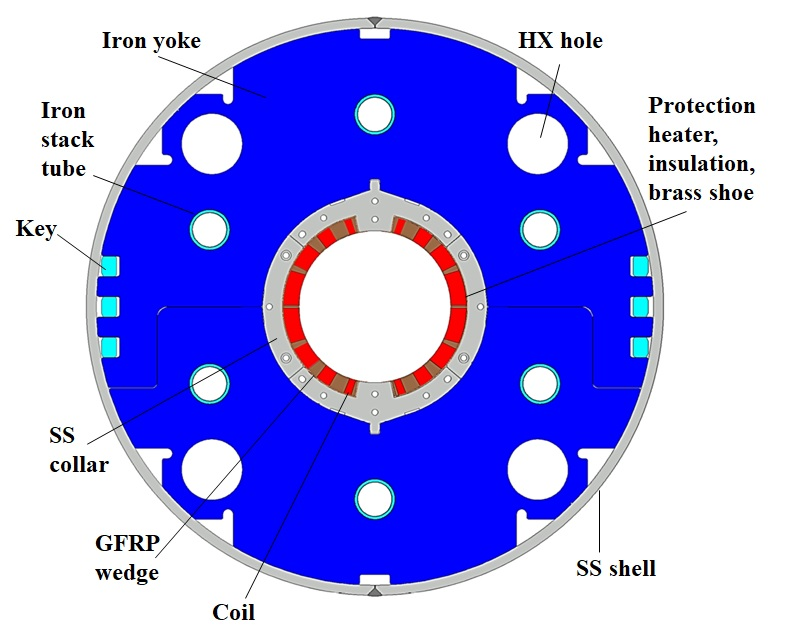 Iron yoke
HX hole
Iron
stack
tube
Protection
heater,
insulation,
brass shoe
Key
SS
collar
GFRP
wedge
Coil
SS shell